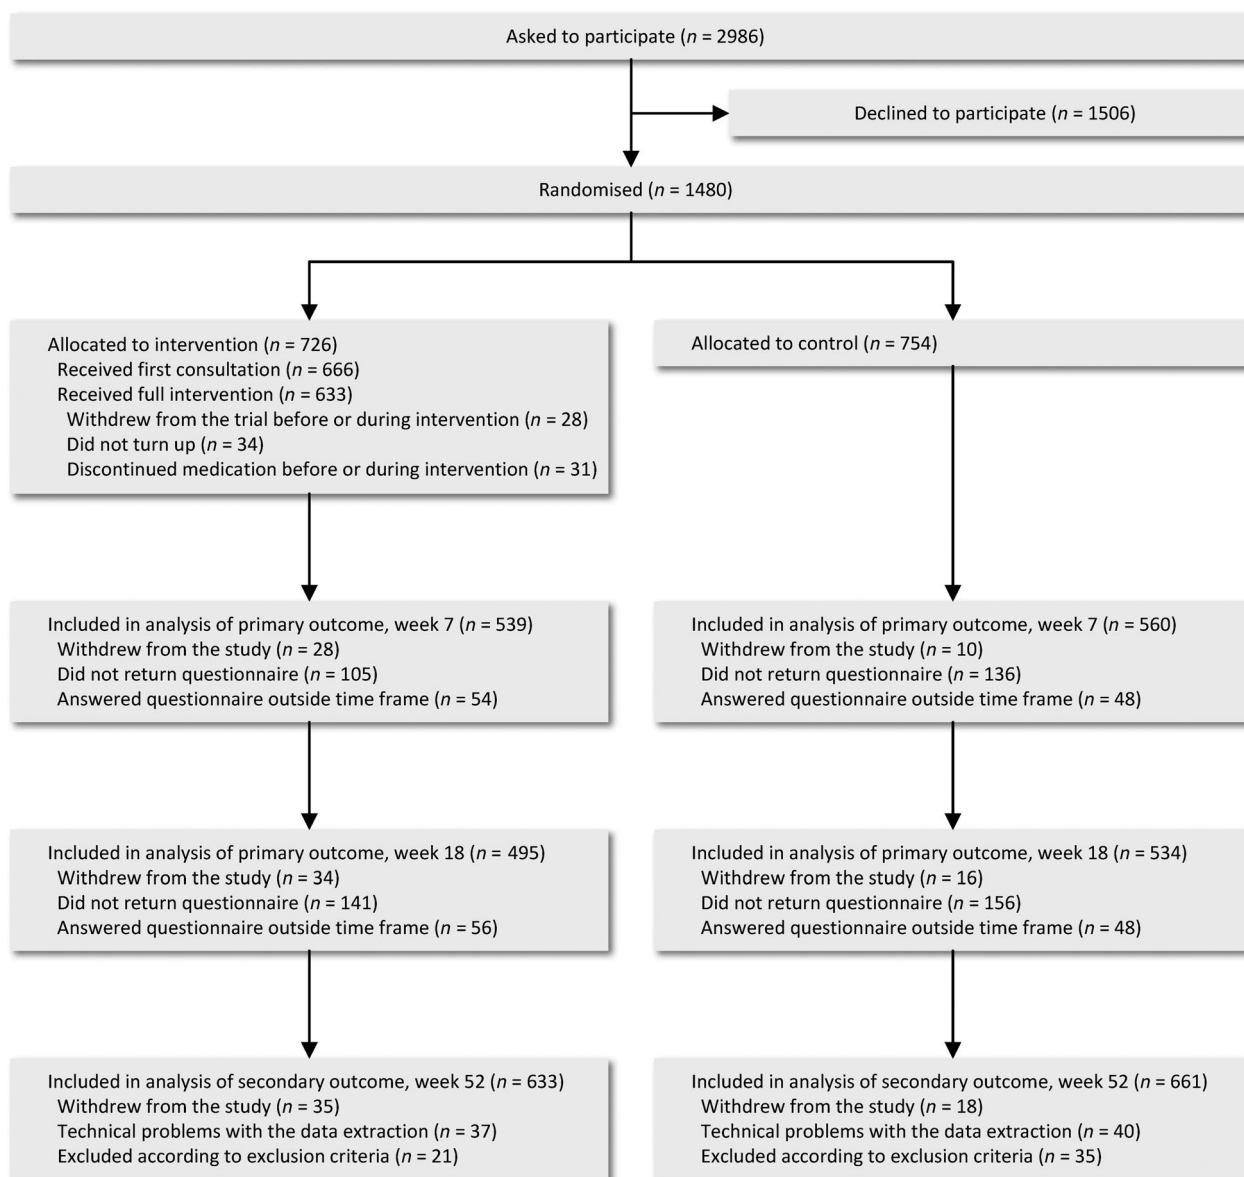 Asked to participate (n = 2986)
Declined to participate (n = 1506)
Randomised (n = 1480)
Allocated to intervention (n = 726)
Received first consultation (n = 666)
Received full intervention (n = 633)
Withdrew from the trial before or during intervention (n = 28)
Did not turn up (n = 34)
Discontinued medication before or during intervention (n = 31)
Allocated to control (n = 754)
Included in analysis of primary outcome, week 7 (n = 539)
Withdrew from the study (n = 28)
Did not return questionnaire (n = 105)
Answered questionnaire outside time frame (n = 54)
Included in analysis of primary outcome, week 7 (n = 560)
Withdrew from the study (n = 10)
Did not return questionnaire (n = 136)
Answered questionnaire outside time frame (n = 48)
Included in analysis of primary outcome, week 18 (n = 495)
Withdrew from the study (n = 34)
Did not return questionnaire (n = 141)
Answered questionnaire outside time frame (n = 56)
Included in analysis of primary outcome, week 18 (n = 534)
Withdrew from the study (n = 16)
Did not return questionnaire (n = 156)
Answered questionnaire outside time frame (n = 48)
Included in analysis of secondary outcome, week 52 (n = 633)
Withdrew from the study (n = 35)
Technical problems with the data extraction (n = 37)
Excluded according to exclusion criteria (n = 21)
Included in analysis of secondary outcome, week 52 (n = 661)
Withdrew from the study (n = 18)
Technical problems with the data extraction (n = 40)
Excluded according to exclusion criteria (n = 35)